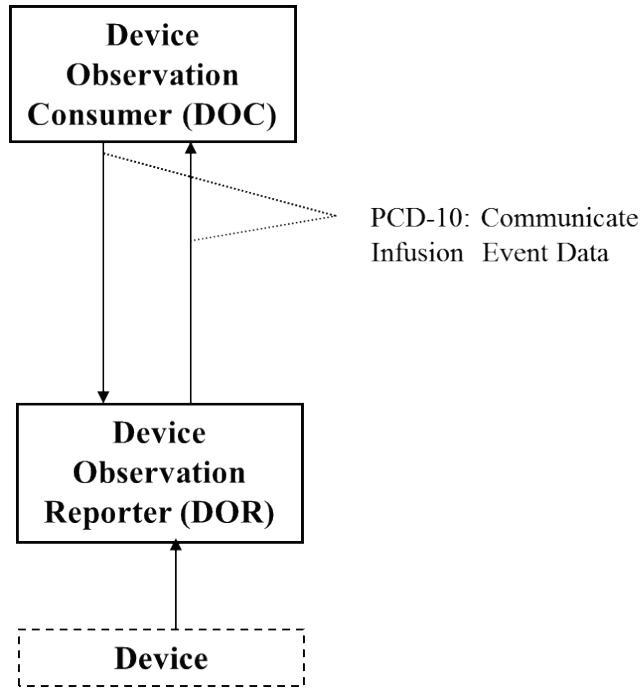 Device
Observation
Consumer (DOC)
PCD-10: Communicate
Infusion Event Data
Device
Observation
Reporter (DOR)
Device